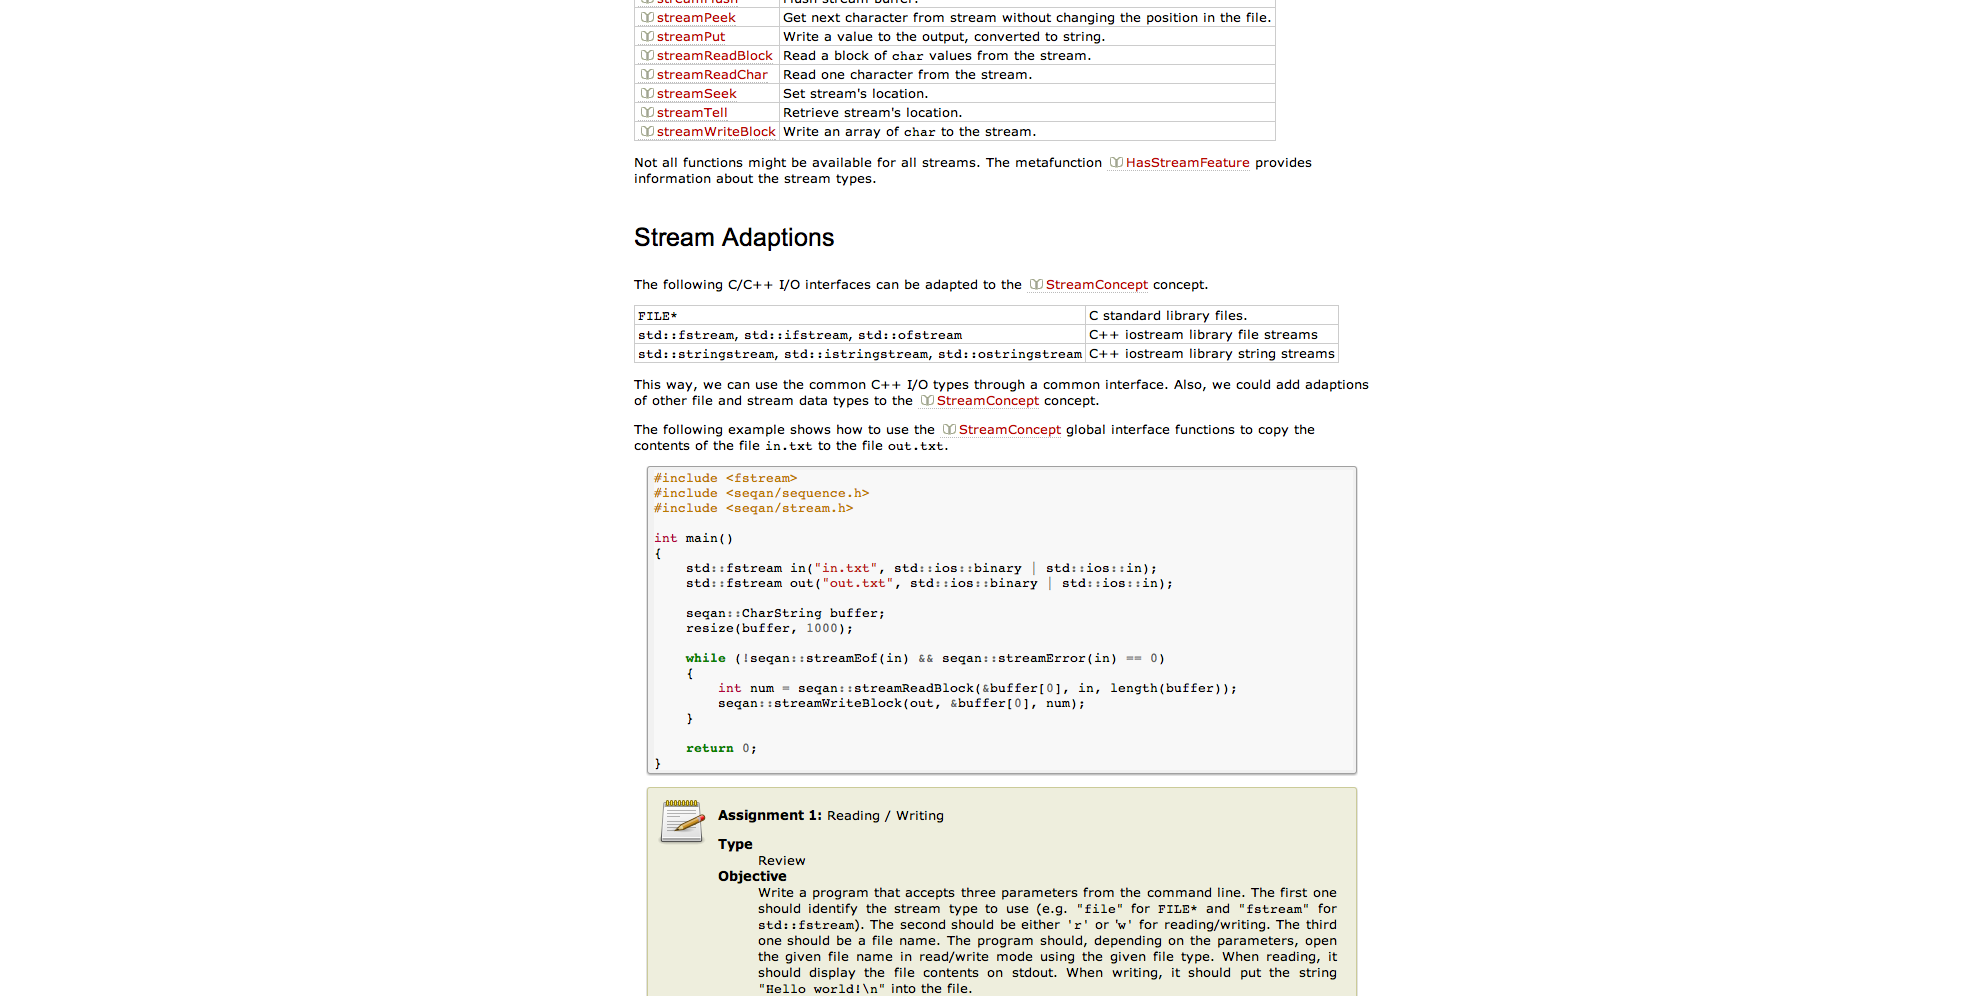 streamPeek Get next character from stream without changing the position in the file.
streamPut Write a value to the output, converted to string.
streamReadBlock Read a block of char values from the stream.
streamReadChar Read one character from the stream.
streamSeek Set stream's location.
streamTell Retrieve stream's location.
streamWriteBlock Write an array of char to the stream.
Not all functions might be available for all streams. The metafunction HasStreamFeature provides
information about the stream types.
Stream Adaptions
The following C/C++ I/O interfaces can be adapted to the StreamConcept concept.
FILE* C standard library files.
std::fstream, std::ifstream, std::ofstream C++ iostream library file streams
std::stringstream, std::istringstream, std::ostringstream C++ iostream library string streams
This way, we can use the common C++ I/O types through a common interface. Also, we could add adaptions
of other file and stream data types to the StreamConcept concept.
The following example shows how to use the StreamConcept global interface functions to copy the
contents of the file in.txt to the file out.txt.
#include <fstream>
#include <seqan/sequence.h>
#include <seqan/stream.h>
int main()
{
std::fstream in("in.txt", std::ios::binary | std::ios::in);
std::fstream out("out.txt", std::ios::binary | std::ios::in);
seqan::CharString buffer;
resize(buffer, 1000);
while (!seqan::streamEof(in) && seqan::streamError(in) == 0)
{
int num = seqan::streamReadBlock(&buffer[0], in, length(buffer));
seqan::streamWriteBlock(out, &buffer[0], num);
}
return 0;
}
Assignment 1: Reading / Writing
Type
Review
Objective
Write a program that accepts three parameters from the command line. The first one
should identify the stream type to use (e.g. "file" for FILE* and "fstream" for
std::fstream). The second should be either 'r' or 'w' for reading/writing. The third
one should be a file name. The program should, depending on the parameters, open
the given file name in read/write mode using the given file type. When reading, it
should display the file contents on stdout. When writing, it should put the string
"Hello world!\n" into the file.